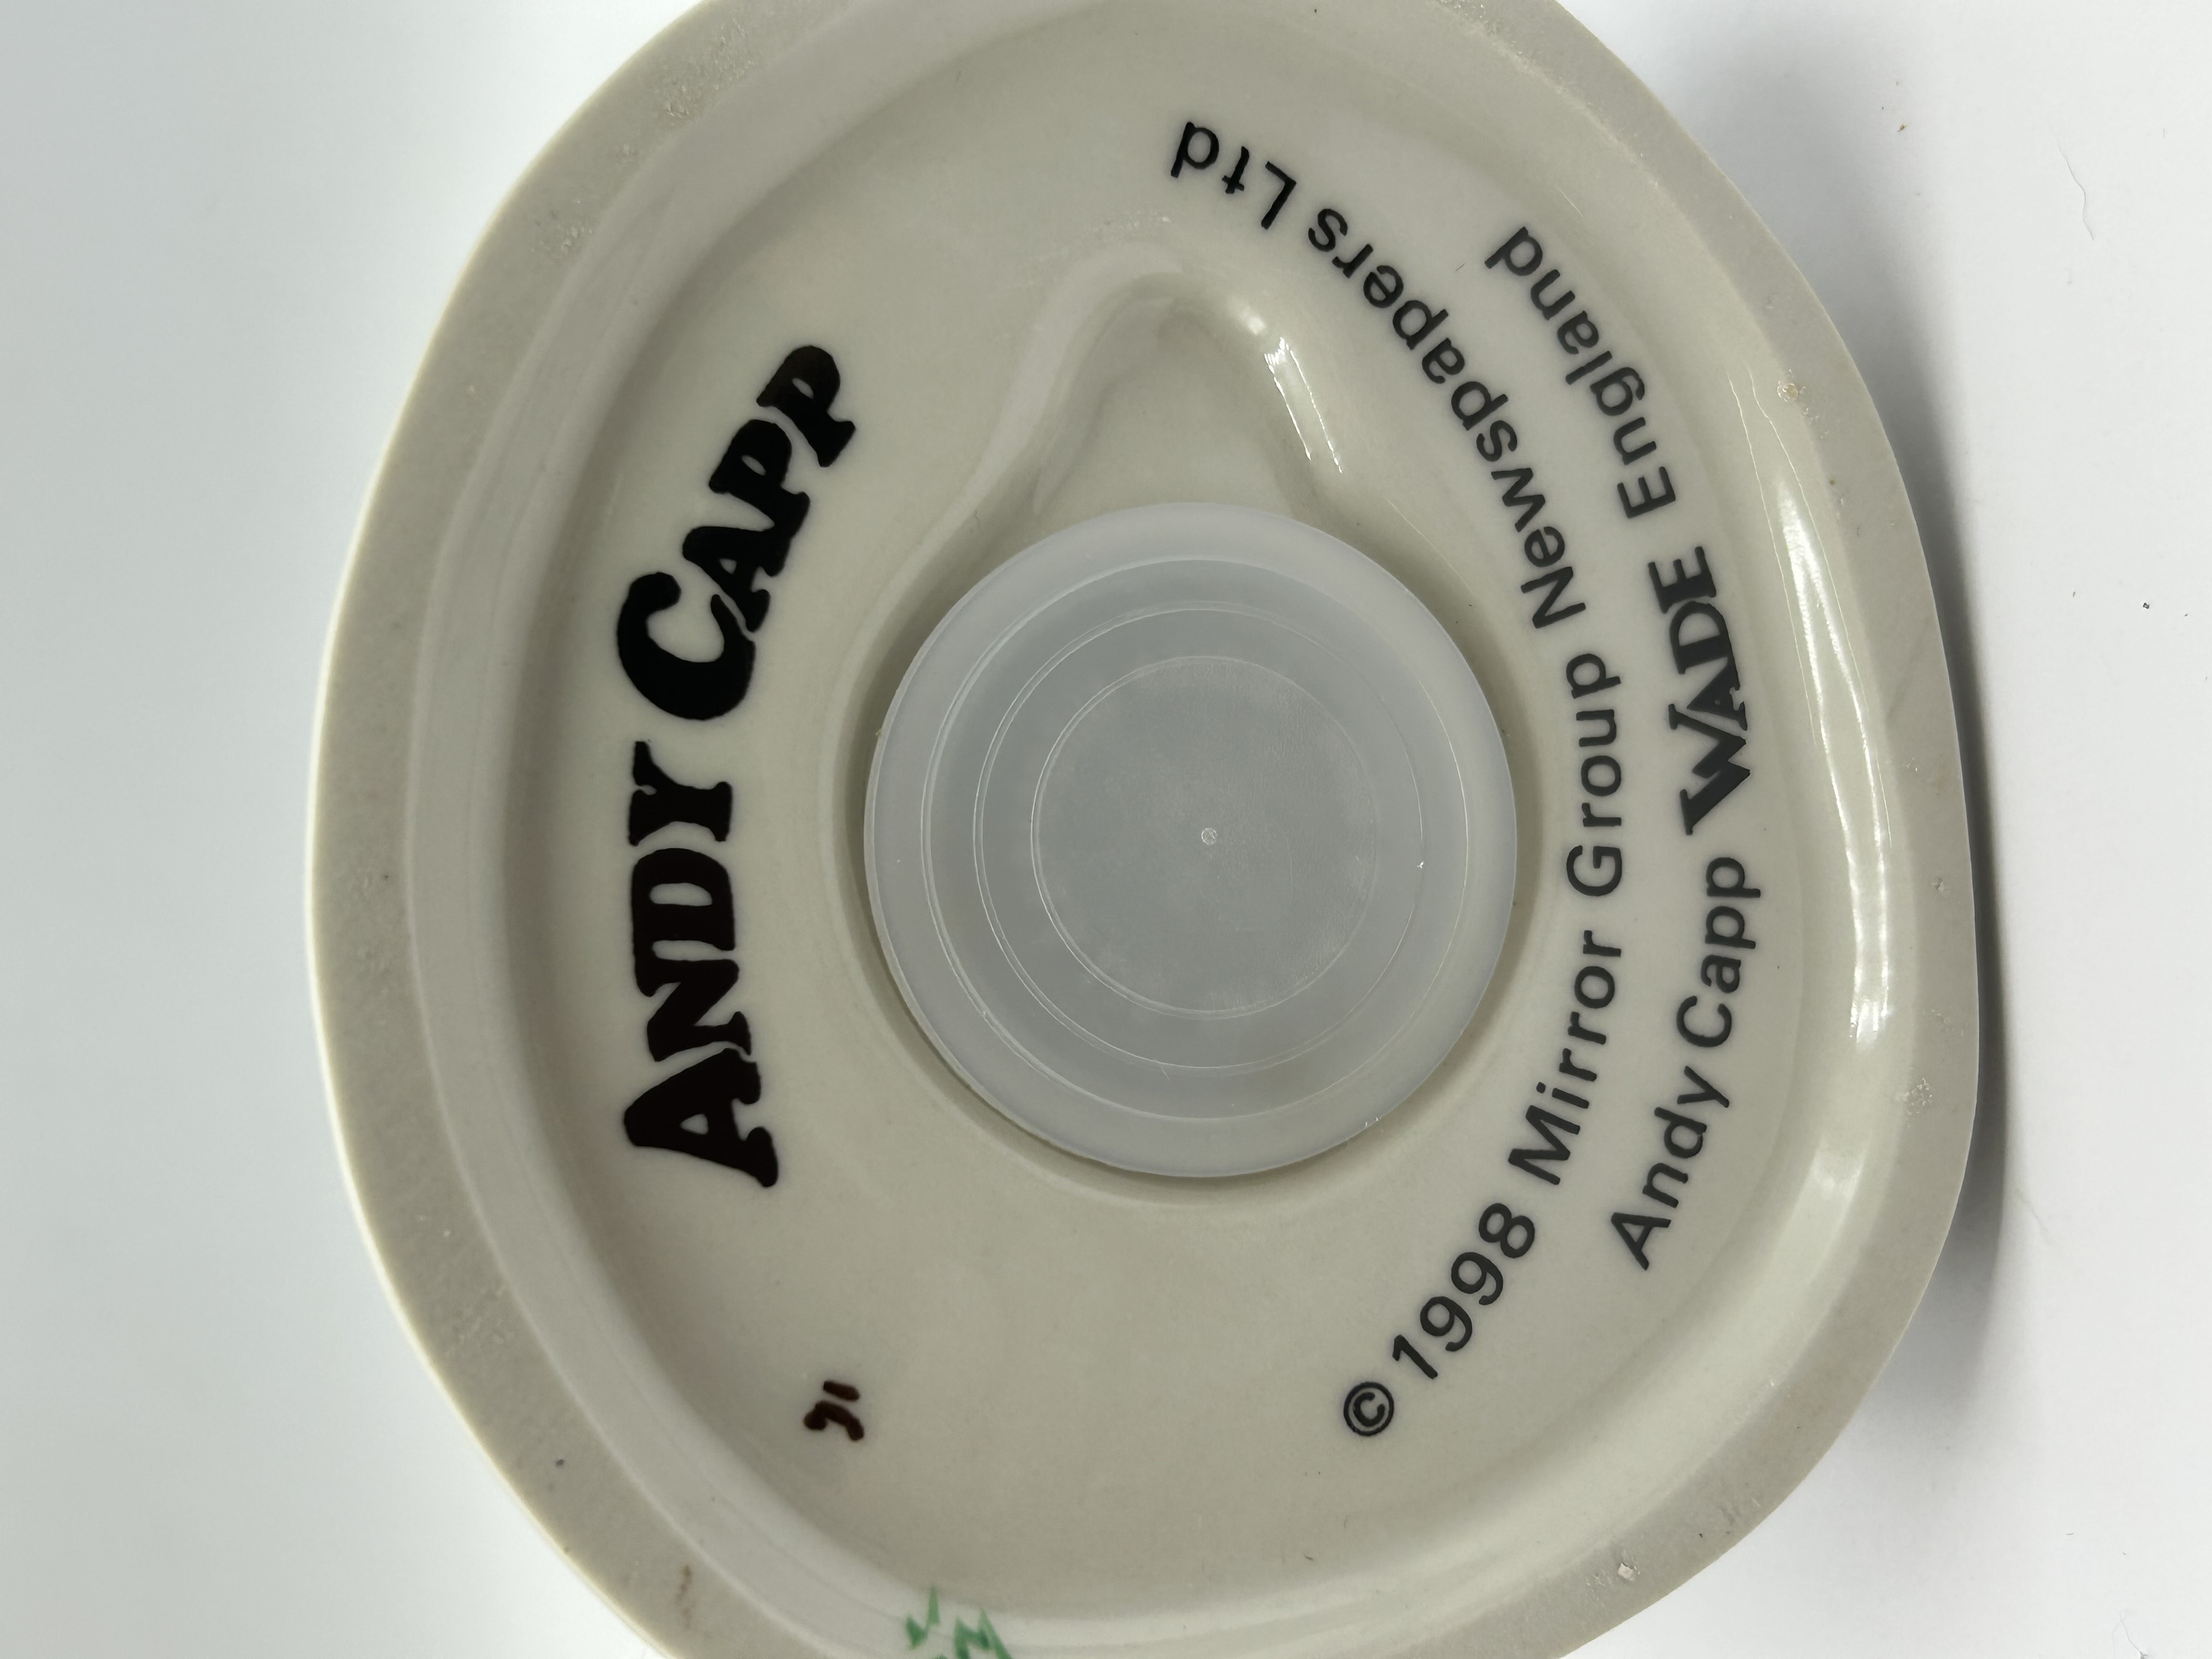 ANDY CAPP
© 1998 Mirror Group Newspapers Ltd
Andy Capp WADE England